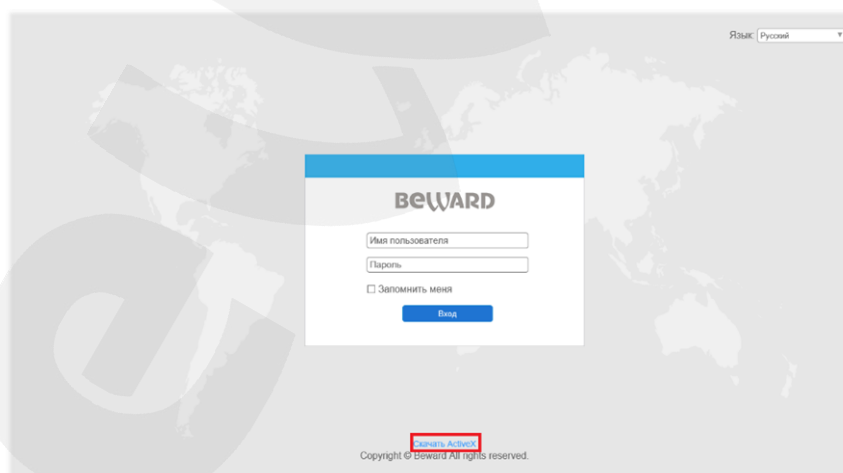 Язык: Русский
BEWARD
Имя пользователя
Пароль
Запомнить меня
Вход
Скачать ActiveX
Copyright © Beward All rights reserved.